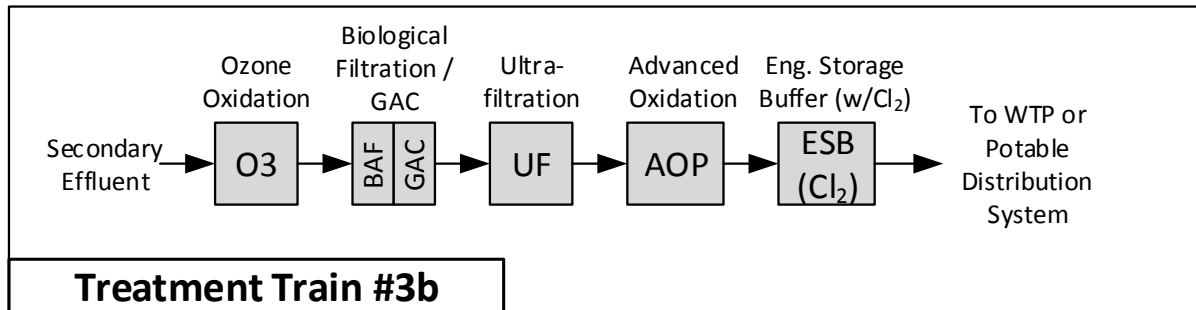 Secondary
Effluent
Ozone
Oxidation
O3
Biological
Filtration /
GAC
BAF
GAC
Ultra-
filtration
UF
Advanced
Oxidation
AOP
Eng. Storage
Buffer (w/Cl₂)
ESB
(Cl₂)
To WTP or
Potable
Distribution
System
Treatment Train #3b